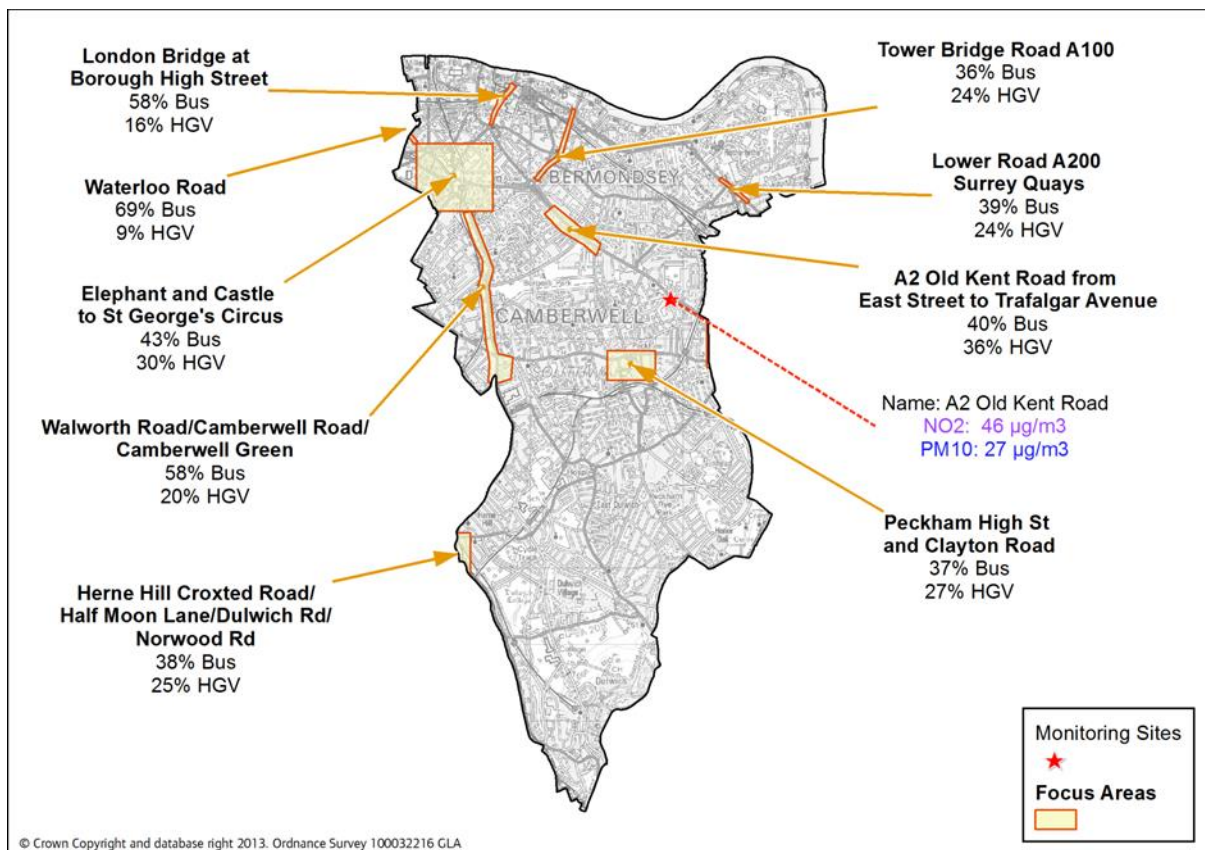 London Bridge at
Borough High Street
58% Bus
16% HGV
Waterloo Road
69% Bus
9% HGV
Elephant and Castle
to St George's Circus
43% Bus
30% HGV
Walworth Road/Camberwell Road/
Camberwell Green
58% Bus
20% HGV
Herne Hill Croxted Road/
Half Moon Lane/Dulwich Rd/
Norwood Rd
38% Bus
25% HGV
BERMONDSEY
CAMBERWELL
East Dulwich
Dulwich
Village
Dulwich
Tower Bridge Road A100
36% Bus
24% HGV
Lower Road A200
Surrey Quays
39% Bus
24% HGV
A2 Old Kent Road from
East Street to Trafalgar Avenue
40% Bus
36% HGV
Name: A2 Old Kent Road
NO2: 46 µg/m3
PM10: 27 µg/m3
Peckham High St
and Clayton Road
37% Bus
27% HGV
Monitoring Sites
Focus Areas
© Crown Copyright and database right 2013. Ordnance Survey 100032216 GLA